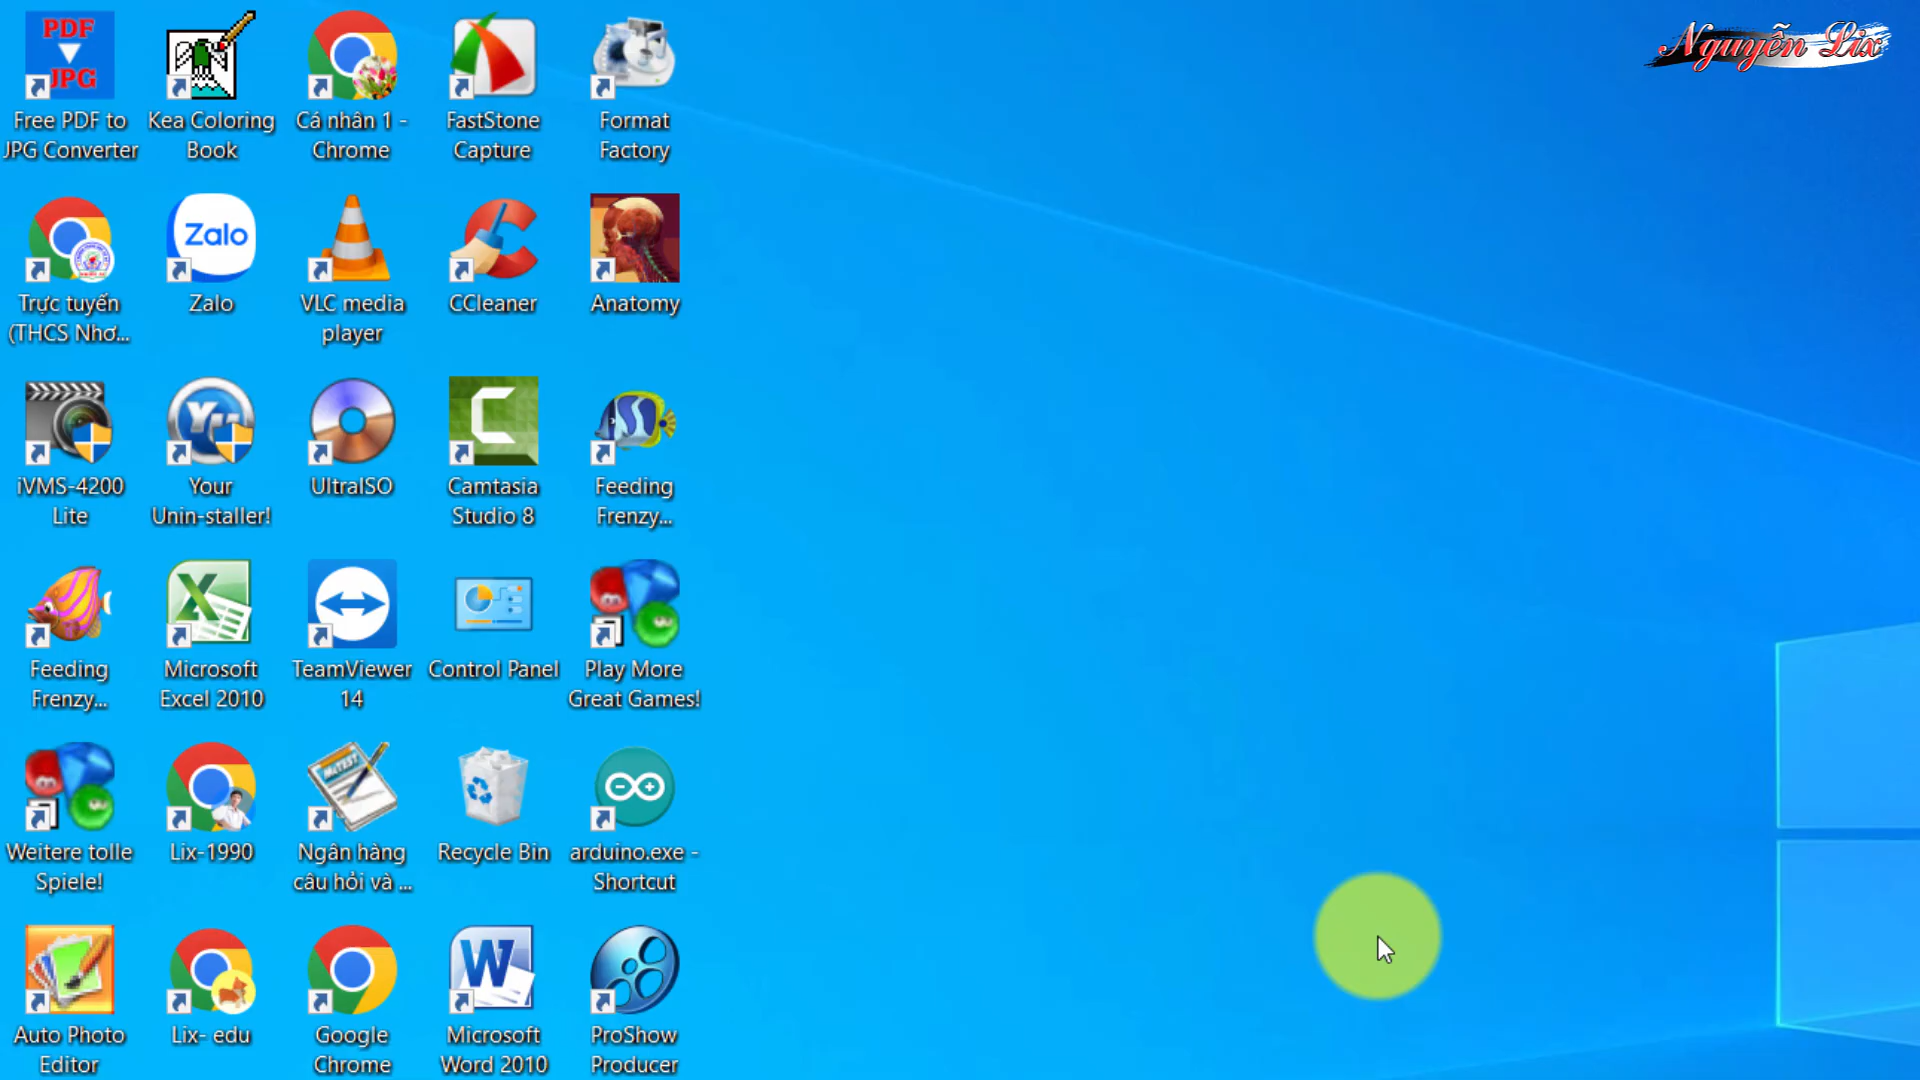 Nguyễn Lix
PDF
JPG
Free PDF to
JPG Converter
Kea Coloring
Book
Cá nhân 1 -
Chrome
FastStone
Capture
Format
Factory
Trực tuyến
(THCS Nhơ...
Zalo
Zalo
VLC media
player
CCleaner
Anatomy
iVMS-4200
Lite
Yu
Your
Unin-staller!
UltraISO
Camtasia
Studio 8
Feeding
Frenzy...
Feeding
Frenzy...
Microsoft
Excel 2010
TeamViewer
14
Control Panel
Play More
Great Games!
Weitere tolle
Spiele!
Lix-1990
McTEST
Ngân hàng
câu hỏi và ...
Recycle Bin
arduino.exe -
Shortcut
Auto Photo
Editor
Lix- edu
Google
Chrome
W
Microsoft
Word 2010
ProShow
Producer